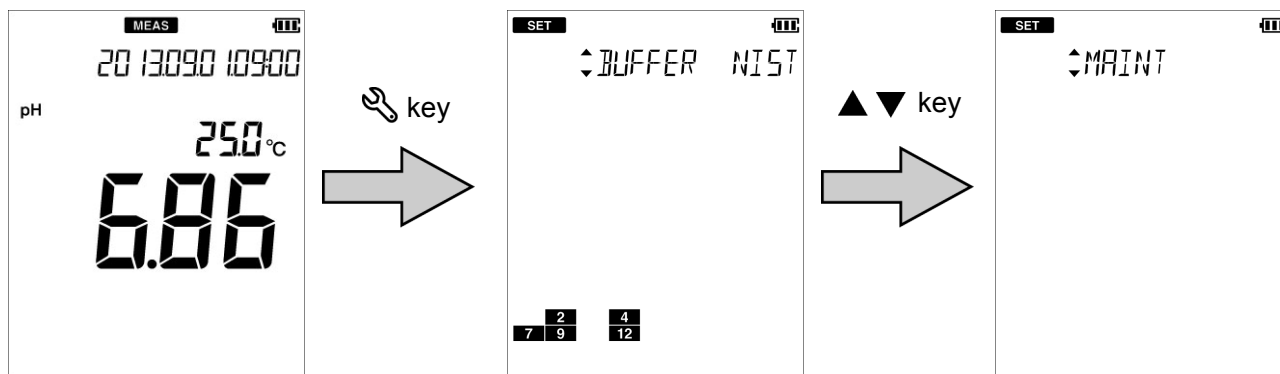 MEAS
2013.09.01.09:00
pH
25.0 °C
6.86
key
SET
BUFFER NIST
2 4
7 9 12
▲ ▼ key
SET
MAINT